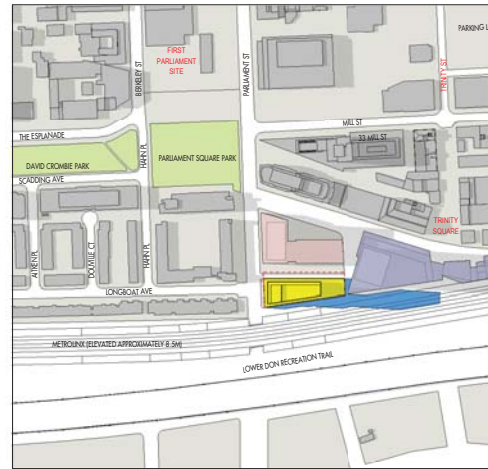 FIRST
PARLIAMENT
SITE
BERKELEY ST
PARLIAMENT ST
TRINITY ST
PARKING L
MILL ST
THE ESPLANADE
33 MILL ST
DAVID CROMBIE PARK
HAHN PL
PARLIAMENT SQUARE PARK
SCADDING AVE
AITKEN PL
DOUVILLE CT
HAHN PL
TRINITY
SQUARE
LONGBOAT AVE
METROLINX (ELEVATED APPROXIMATELY 8.5M)
LOWER DON RECREATION TRAIL